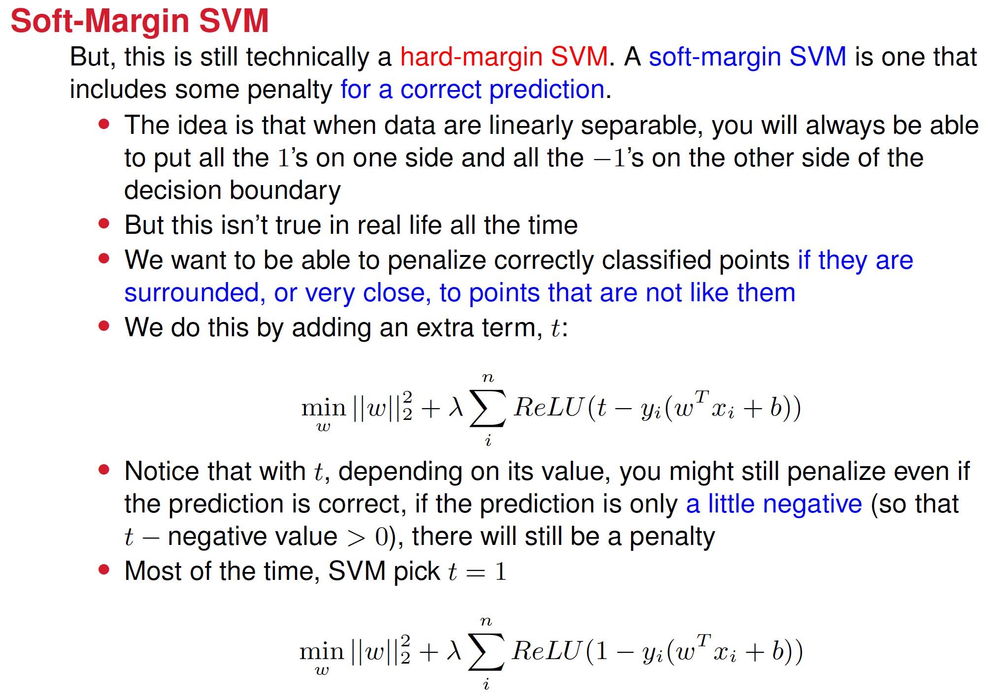 Soft-Margin SVM
But, this is still technically a hard-margin SVM. A soft-margin SVM is one that
includes some penalty for a correct prediction.
• The idea is that when data are linearly separable, you will always be able
to put all the 1's on one side and all the −1's on the other side of the
decision boundary
• But this isn't true in real life all the time
• We want to be able to penalize correctly classified points if they are
surrounded, or very close, to points that are not like them
• We do this by adding an extra term, t:
min_w ||w||_2^2 + λ ∑_i^n ReLU(t − y_i(w^T x_i + b))
• Notice that with t, depending on its value, you might still penalize even if
the prediction is correct, if the prediction is only a little negative (so that
t − negative value > 0), there will still be a penalty
• Most of the time, SVM pick t = 1
min_w ||w||_2^2 + λ ∑_i^n ReLU(1 − y_i(w^T x_i + b))